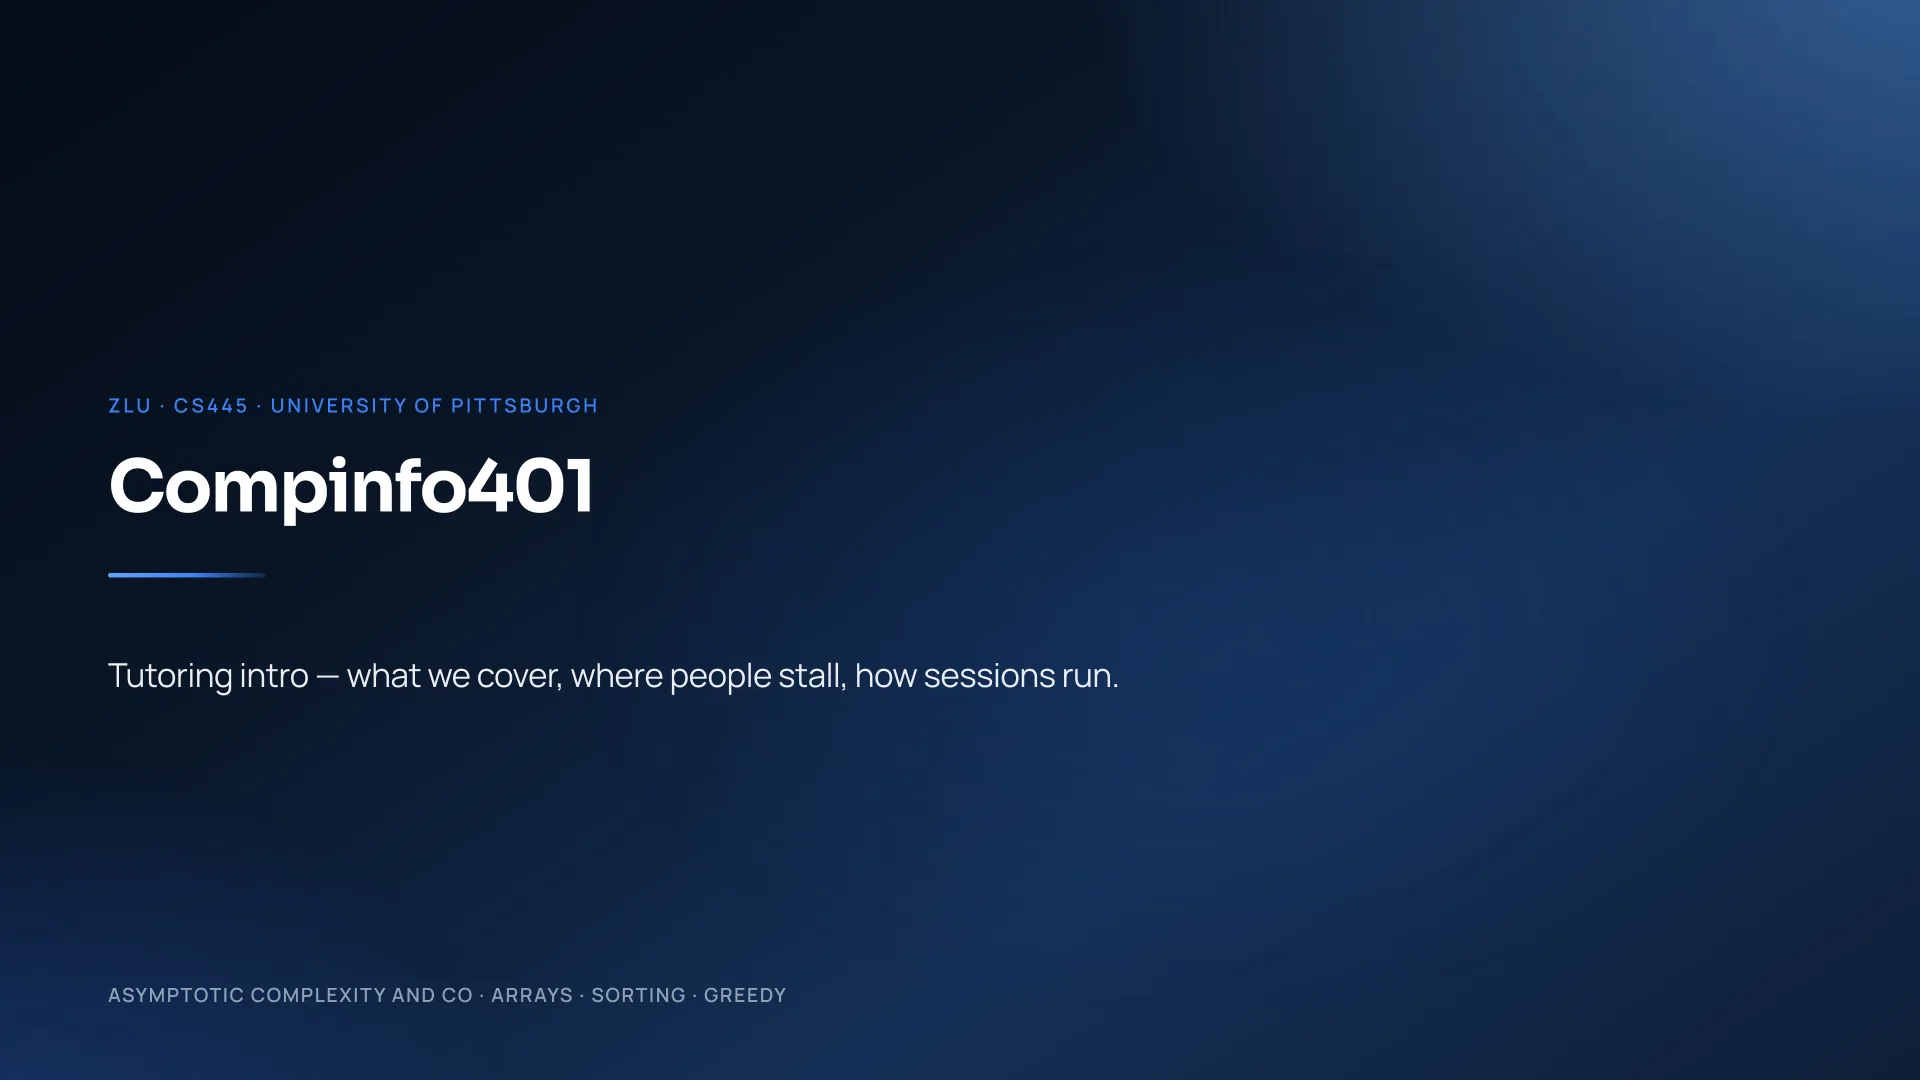 ZLU · CS445 · UNIVERSITY OF PITTSBURGH
Compinfo401
Tutoring intro — what we cover, where people stall, how sessions run.
ASYMPTOTIC COMPLEXITY AND CO · ARRAYS · SORTING · GREEDY